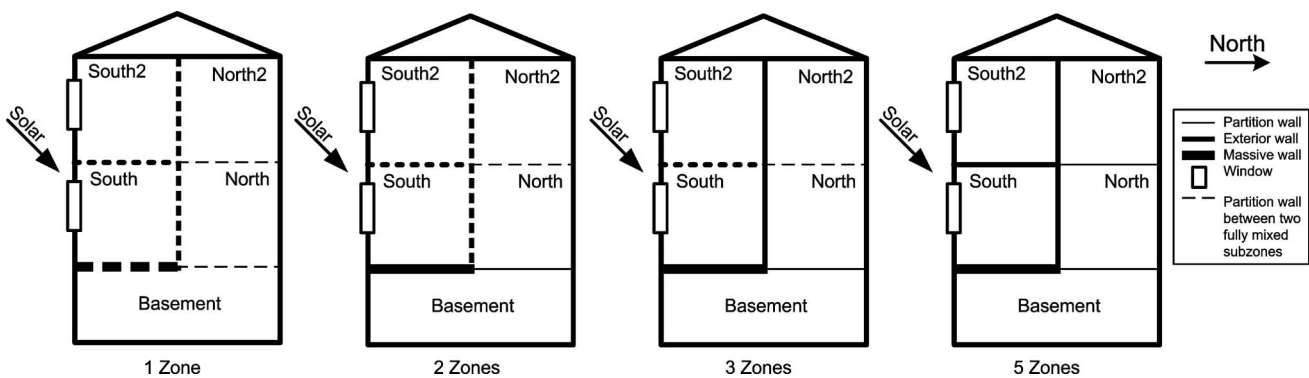 South2
North2
Solar
South
North
Basement
1 Zone
South2
North2
Solar
South
North
Basement
2 Zones
South2
North2
Solar
South
North
Basement
3 Zones
South2
North2
Solar
South
North
Basement
5 Zones
North
Partition wall
Exterior wall
Massive wall
Window
Partition wall
between two
fully mixed
subzones